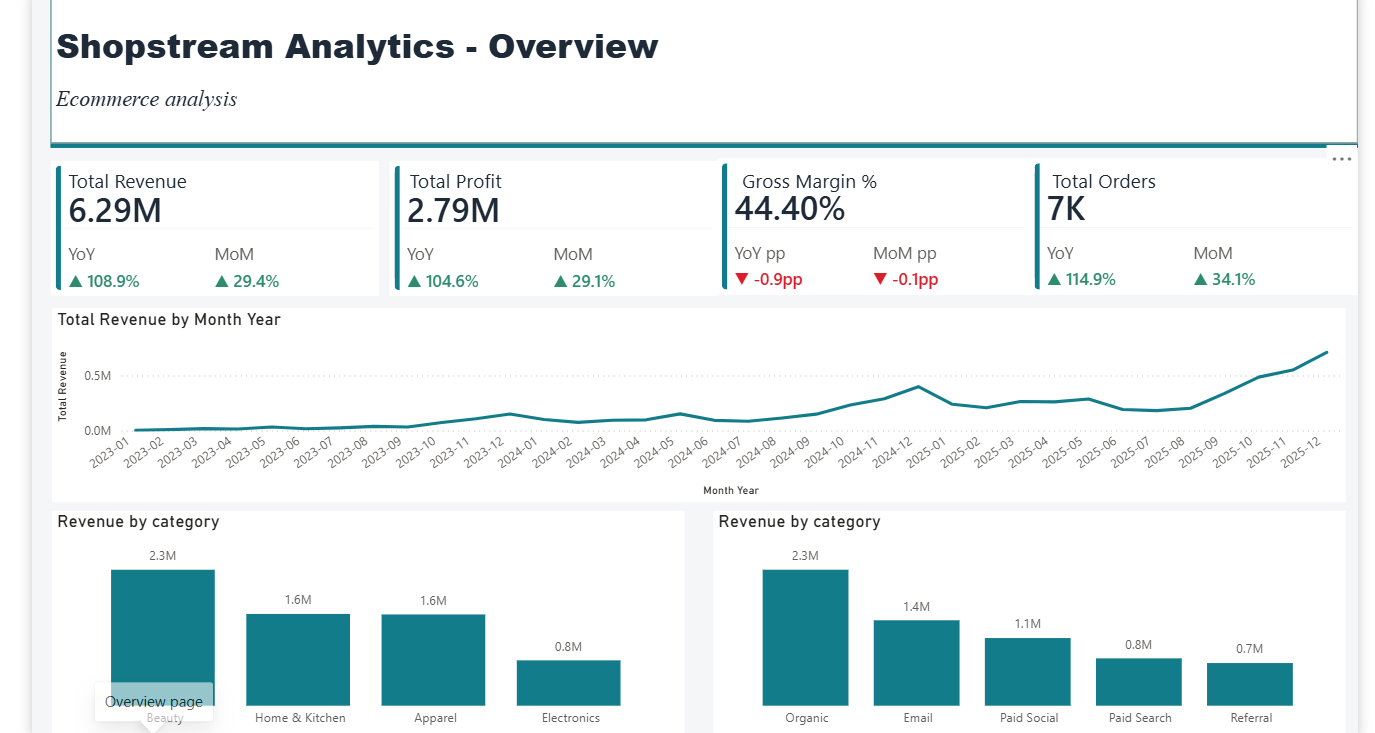 Shopstream Analytics - Overview
Ecommerce analysis
Total Revenue
6.29M
YoY MoM
▲ 108.9% ▲ 29.4%
Total Profit
2.79M
YoY MoM
▲ 104.6% ▲ 29.1%
Gross Margin %
44.40%
YoY pp MoM pp
▼ -0.9pp ▼ -0.1pp
Total Orders
7K
YoY MoM
▲ 114.9% ▲ 34.1%
Total Revenue by Month Year
Total Revenue
0.5M
0.0M
2023-01 2023-02 2023-03 2023-04 2023-05 2023-06 2023-07 2023-08 2023-09 2023-10 2023-11 2023-12 2024-01 2024-02 2024-03 2024-04 2024-05 2024-06 2024-07 2024-08 2024-09 2024-10 2024-11 2024-12 2025-01 2025-02 2025-03 2025-04 2025-05 2025-06 2025-07 2025-08 2025-09 2025-10 2025-11 2025-12
Month Year
Revenue by category
2.3M
1.6M
1.6M
0.8M
Overview page
Beauty Home & Kitchen Apparel Electronics
Revenue by category
2.3M
1.4M
1.1M
0.8M
0.7M
Organic Email Paid Social Paid Search Referral